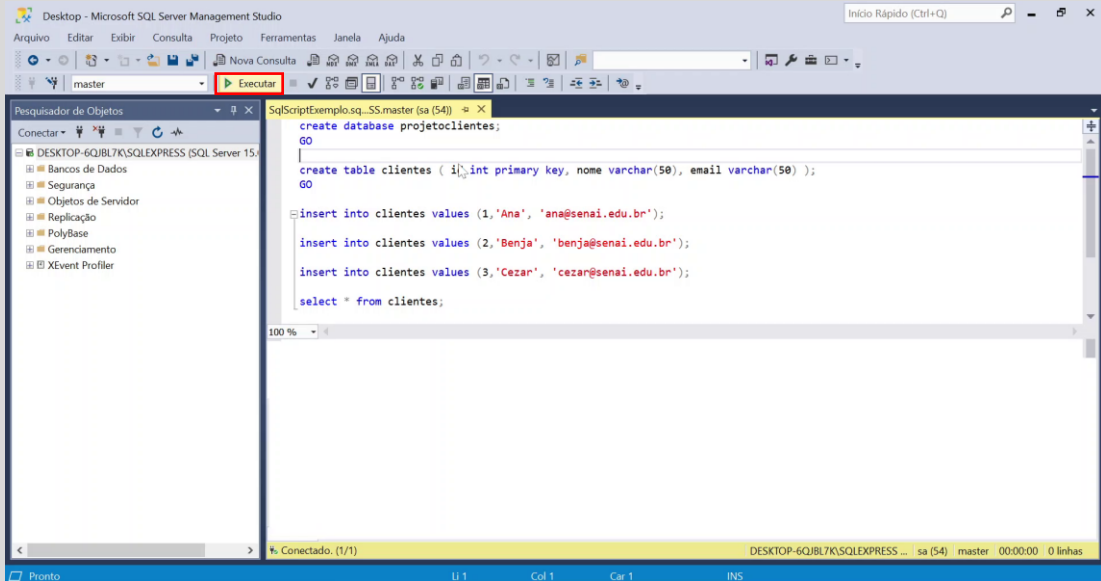 Desktop - Microsoft SQL Server Management Studio
Início Rápido (Ctrl+Q)
Arquivo Editar Exibir Consulta Projeto Ferramentas Janela Ajuda
Nova Consulta
master
Executar
Pesquisador de Objetos
Conectar
DESKTOP-6QJBL7K\SQLEXPRESS (SQL Server 15.
Bancos de Dados
Segurança
Objetos de Servidor
Replicação
PolyBase
Gerenciamento
XEvent Profiler
SqlScriptExemplo.sq...SS.master (sa (54))
create database projetoclientes;
GO
create table clientes ( id int primary key, nome varchar(50), email varchar(50) );
GO
insert into clientes values (1,'Ana', 'ana@senai.edu.br');
insert into clientes values (2,'Benja', 'benja@senai.edu.br');
insert into clientes values (3,'Cezar', 'cezar@senai.edu.br');
select * from clientes;
100 %
Conectado. (1/1)
DESKTOP-6QJBL7K\SQLEXPRESS ... sa (54) master 00:00:00 0 linhas
Pronto Li 1 Col 1 Car 1 INS